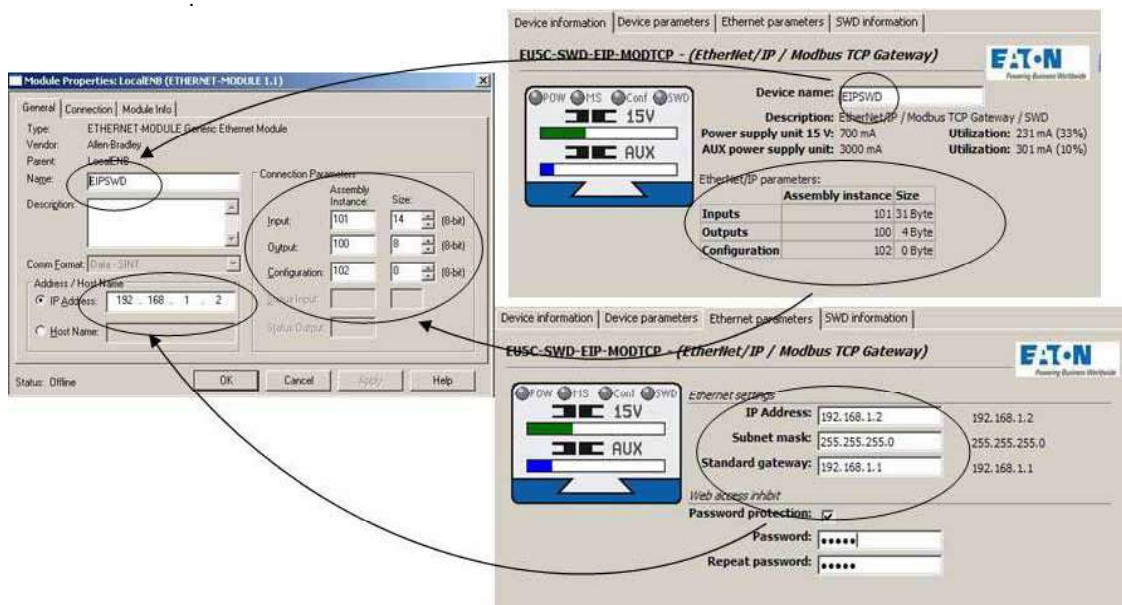 Module Properties: LocalENB (ETHERNET-MODULE 1.1)
General Connection Module Info
Type: ETHERNET-MODULE Generic Ethernet Module
Vendor: Allen-Bradley
Parent: LocalENB
Name: EIPSWD
Description:
Comm Format: Data - SINT
Address / Host Name
IP Address: 192 . 168 . 1 . 2
Host Name:
Connection Parameters
Assembly
Instance: Size:
Input: 101 14 (8-bit)
Output: 100 8 (8-bit)
Configuration: 102 0 (8-bit)
Status Input:
Status Output:
Status: Offline
OK Cancel Apply Help
Device information Device parameters Ethernet parameters SWD information
EU5C-SWD-EIP-MODTCP - (EtherNet/IP / Modbus TCP Gateway)
EATON
Powering Business Worldwide
POW MS Conf SWD
15V
AUX
Device name: EIPSWD
Description: EtherNet/IP / Modbus TCP Gateway / SWD
Power supply unit 15 V: 700 mA Utilization: 231 mA (33%)
AUX power supply unit: 3000 mA Utilization: 301 mA (10%)
EtherNet/IP parameters:
Assembly instance Size
Inputs 101 31 Byte
Outputs 100 4 Byte
Configuration 102 0 Byte
Device information Device parameters Ethernet parameters SWD information
EU5C-SWD-EIP-MODTCP - (EtherNet/IP / Modbus TCP Gateway)
EATON
Powering Business Worldwide
POW MS Conf SWD
15V
AUX
Ethernet settings
IP Address: 192.168.1.2 192.168.1.2
Subnet mask: 255.255.255.0 255.255.255.0
Standard gateway: 192.168.1.1 192.168.1.1
Web access inhibit
Password protection:
Password: •••••
Repeat password: •••••